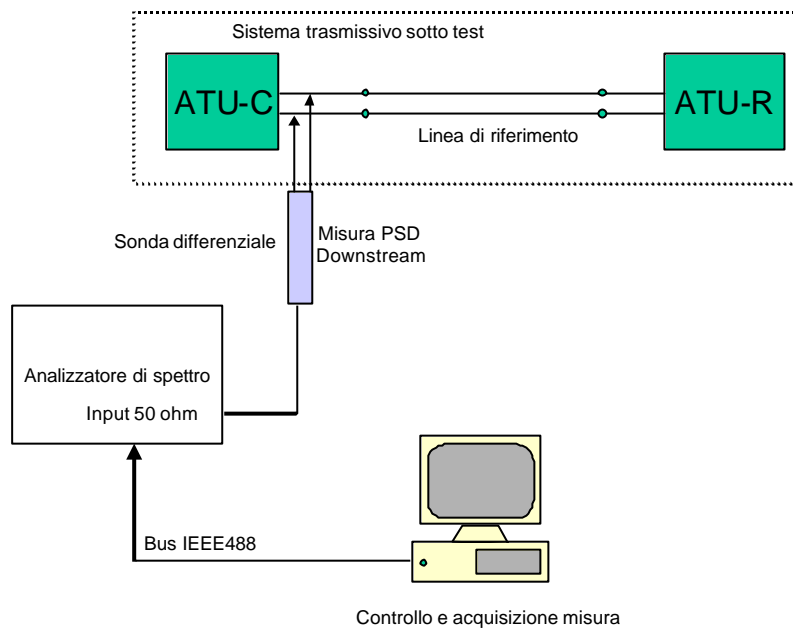 Sistema trasmissivo sotto test
ATU-C
ATU-R
Linea di riferimento
Sonda differenziale
Misura PSD
Downstream
Analizzatore di spettro
Input 50 ohm
Bus IEEE488
Controllo e acquisizione misura